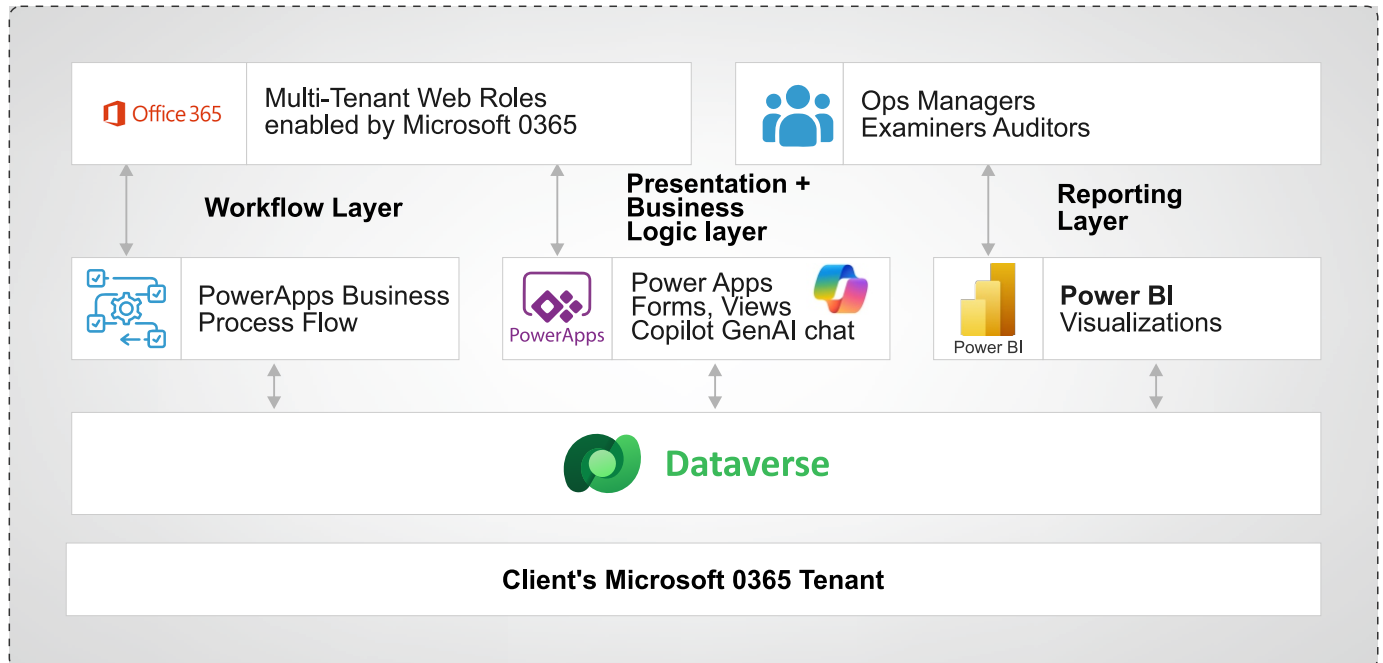 Office 365
Multi-Tenant Web Roles
enabled by Microsoft 0365
Ops Managers
Examiners Auditors
Workflow Layer
Presentation +
Business
Logic layer
Reporting
Layer
PowerApps Business
Process Flow
PowerApps
Power Apps
Forms, Views
Copilot GenAI chat
Power BI
Power BI
Visualizations
Dataverse
Client's Microsoft 0365 Tenant